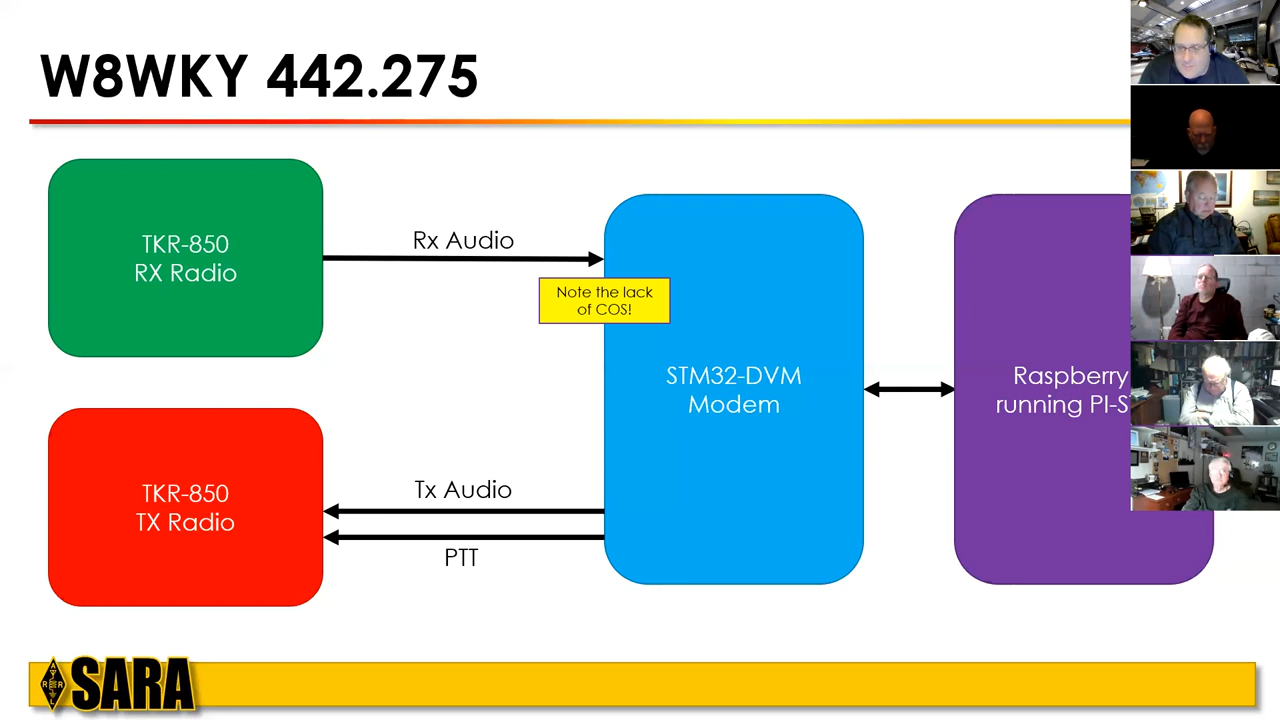 W8WKY 442.275
TKR-850
RX Radio
Rx Audio
Note the lack
of COS!
STM32-DVM
Modem
Raspberry
running PI-S
TKR-850
TX Radio
Tx Audio
PTT
A
R R
L
SARA